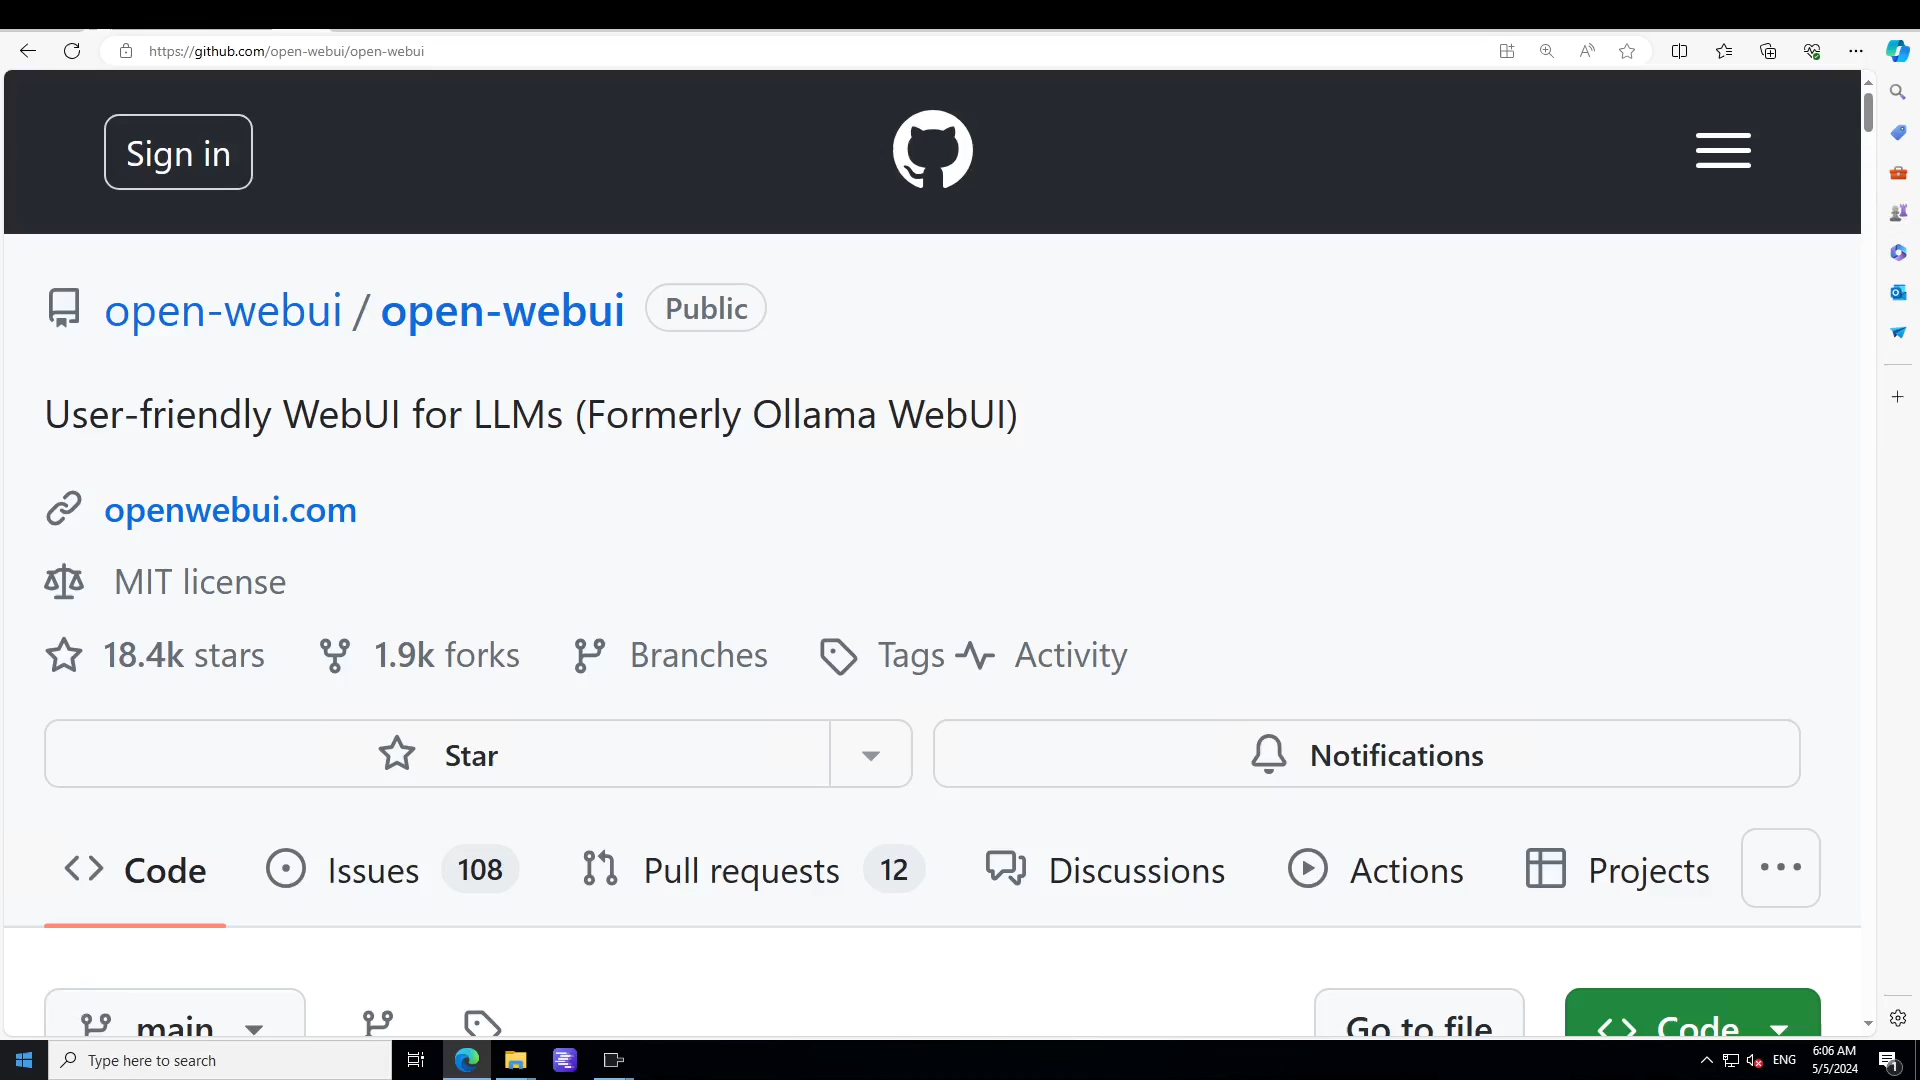 https://github.com/open-webui/open-webui
Sign in
open-webui / open-webui Public
User-friendly WebUI for LLMs (Formerly Ollama WebUI)
openwebui.com
MIT license
18.4k stars 1.9k forks Branches Tags Activity
Star Notifications
Code Issues 108 Pull requests 12 Discussions Actions Projects
main Go to file Code
Type here to search ENG 6:06 AM
5/5/2024 1